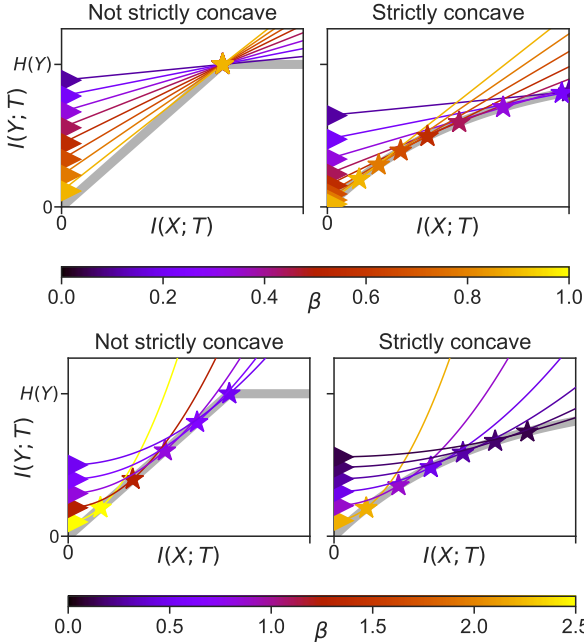 Not strictly concave Strictly concave
H(Y)
I(Y; T)
0
0 0
I(X; T) I(X; T)
0.0 0.2 0.4 0.6 0.8 1.0
β
Not strictly concave Strictly concave
H(Y)
I(Y; T)
0
0 0
I(X; T) I(X; T)
0.0 0.5 1.0 1.5 2.0 2.5
β